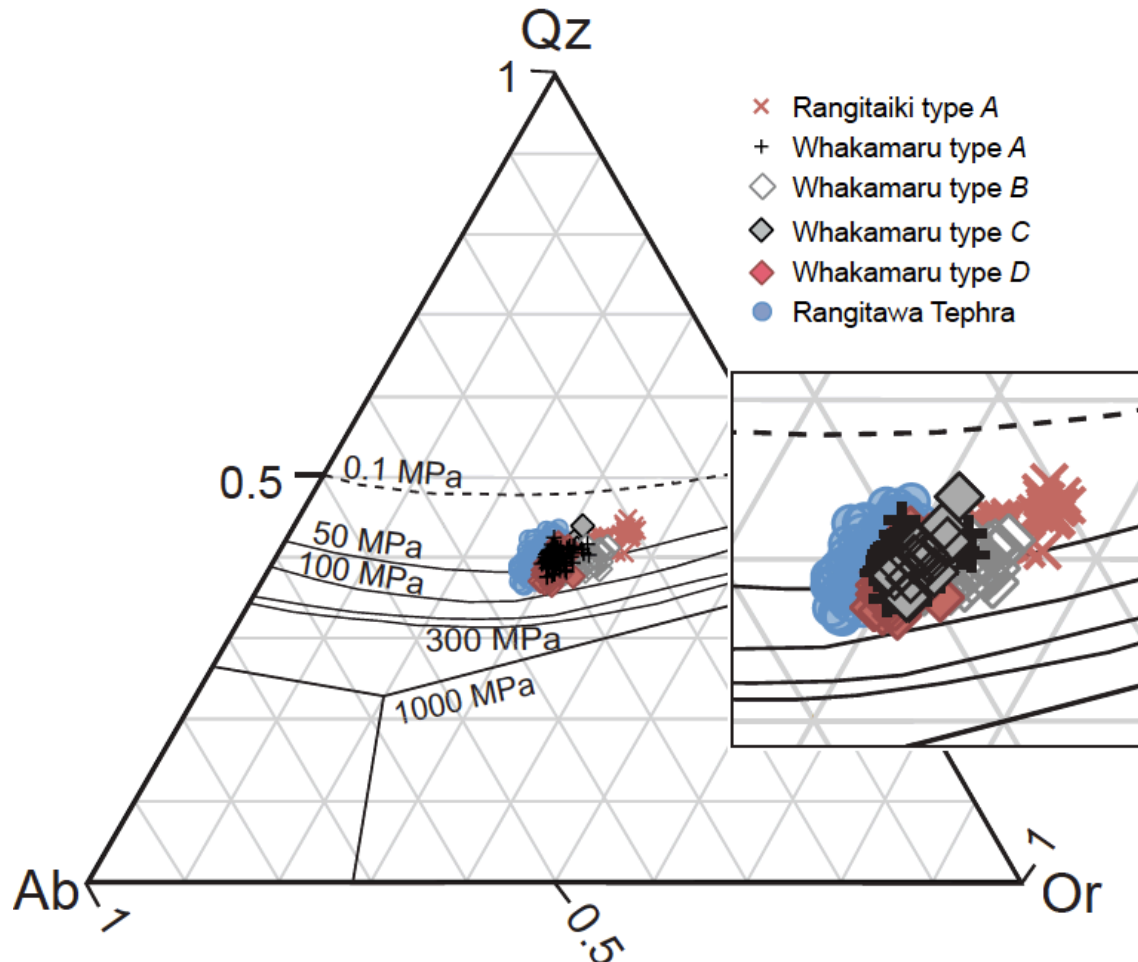 Qz
1
Rangitaiki type A
Whakamaru type A
Whakamaru type B
Whakamaru type C
Whakamaru type D
Rangitawa Tephra
0.5
0.1 MPa
50 MPa
100 MPa
300 MPa
1000 MPa
Ab
1
0.5
1
Or